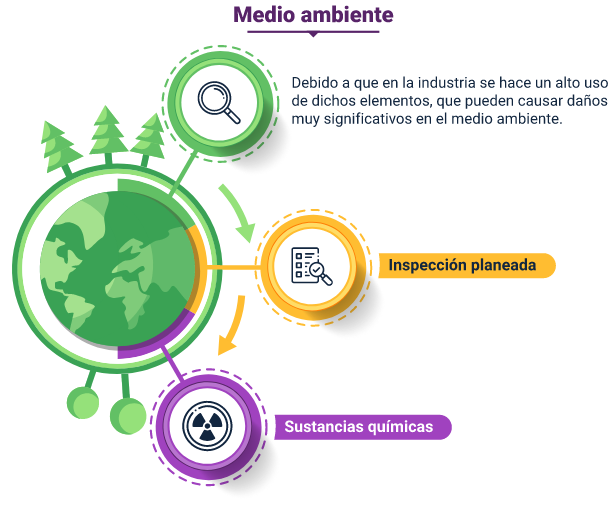 Medio ambiente
Debido a que en la industria se hace un alto uso
de dichos elementos, que pueden causar daños
muy significativos en el medio ambiente.
Inspección planeada
Sustancias químicas